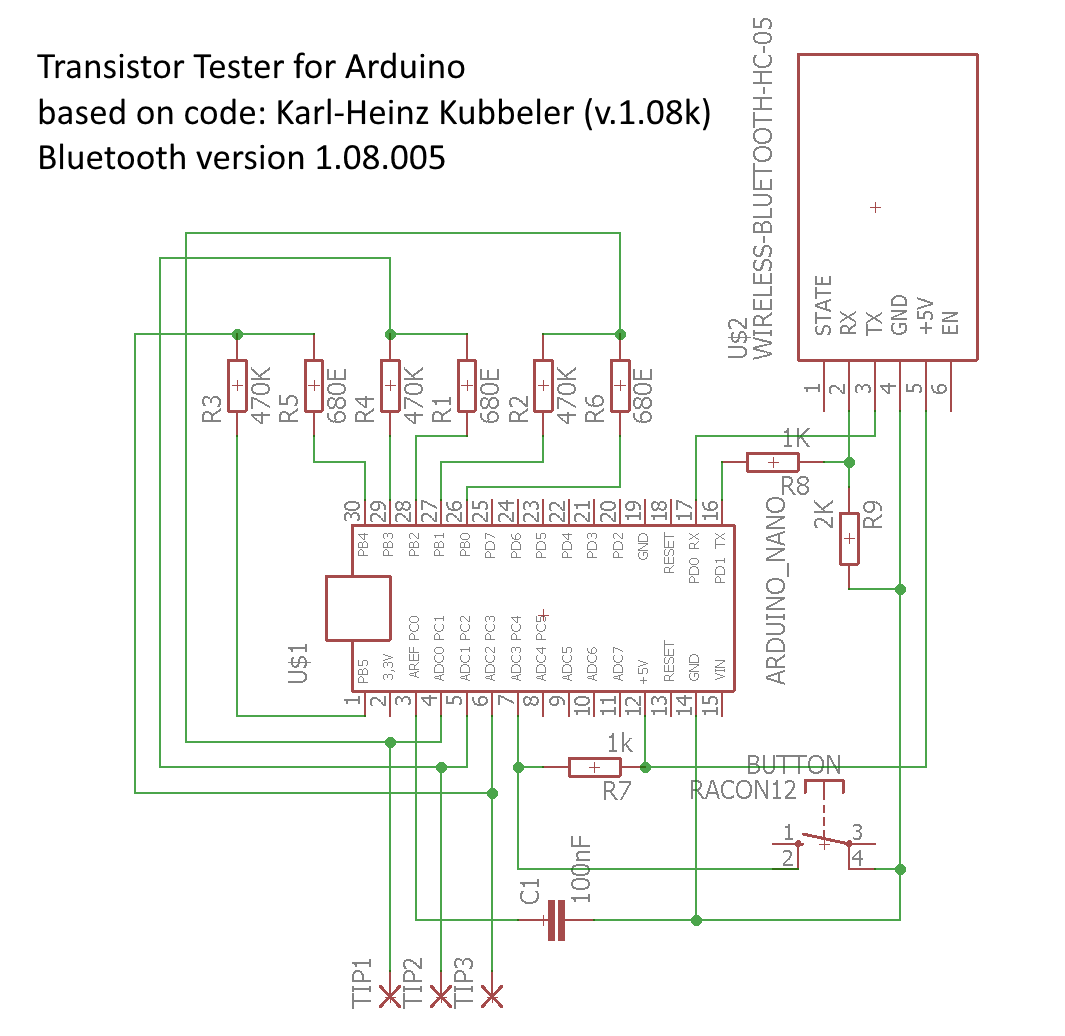 Transistor Tester for Arduino
based on code: Karl-Heinz Kubbeler (v.1.08k)
Bluetooth version 1.08.005
U$2
WIRELESS-BLUETOOTH-HC-05
STATE
RX
TX
GND
+5V
EN
1
2
3
4
5
6
R3
470K
R5
680E
R4
470K
R1
680E
R2
470K
R6
680E
1K
R8
2K
R9
30
29
28
27
26
25
24
23
22
21
20
19
18
17
16
PB4
PB3
PB2
PB1
PB0
PD7
PD6
PD5
PD4
PD3
PD2
GND
RESET
PD0 RX
PD1 TX
ARDUINO_NANO
U$1
PB5
3,3V
AREF PC0
ADC0 PC1
ADC1 PC2
ADC2 PC3
ADC3 PC4
ADC4 PC5
ADC5
ADC6
ADC7
+5V
RESET
GND
VIN
1
2
3
4
5
6
7
8
9
10
11
12
13
14
15
1k
R7
BUTTON
RACON12
1
2
3
4
C1
100nF
TIP1
TIP2
TIP3